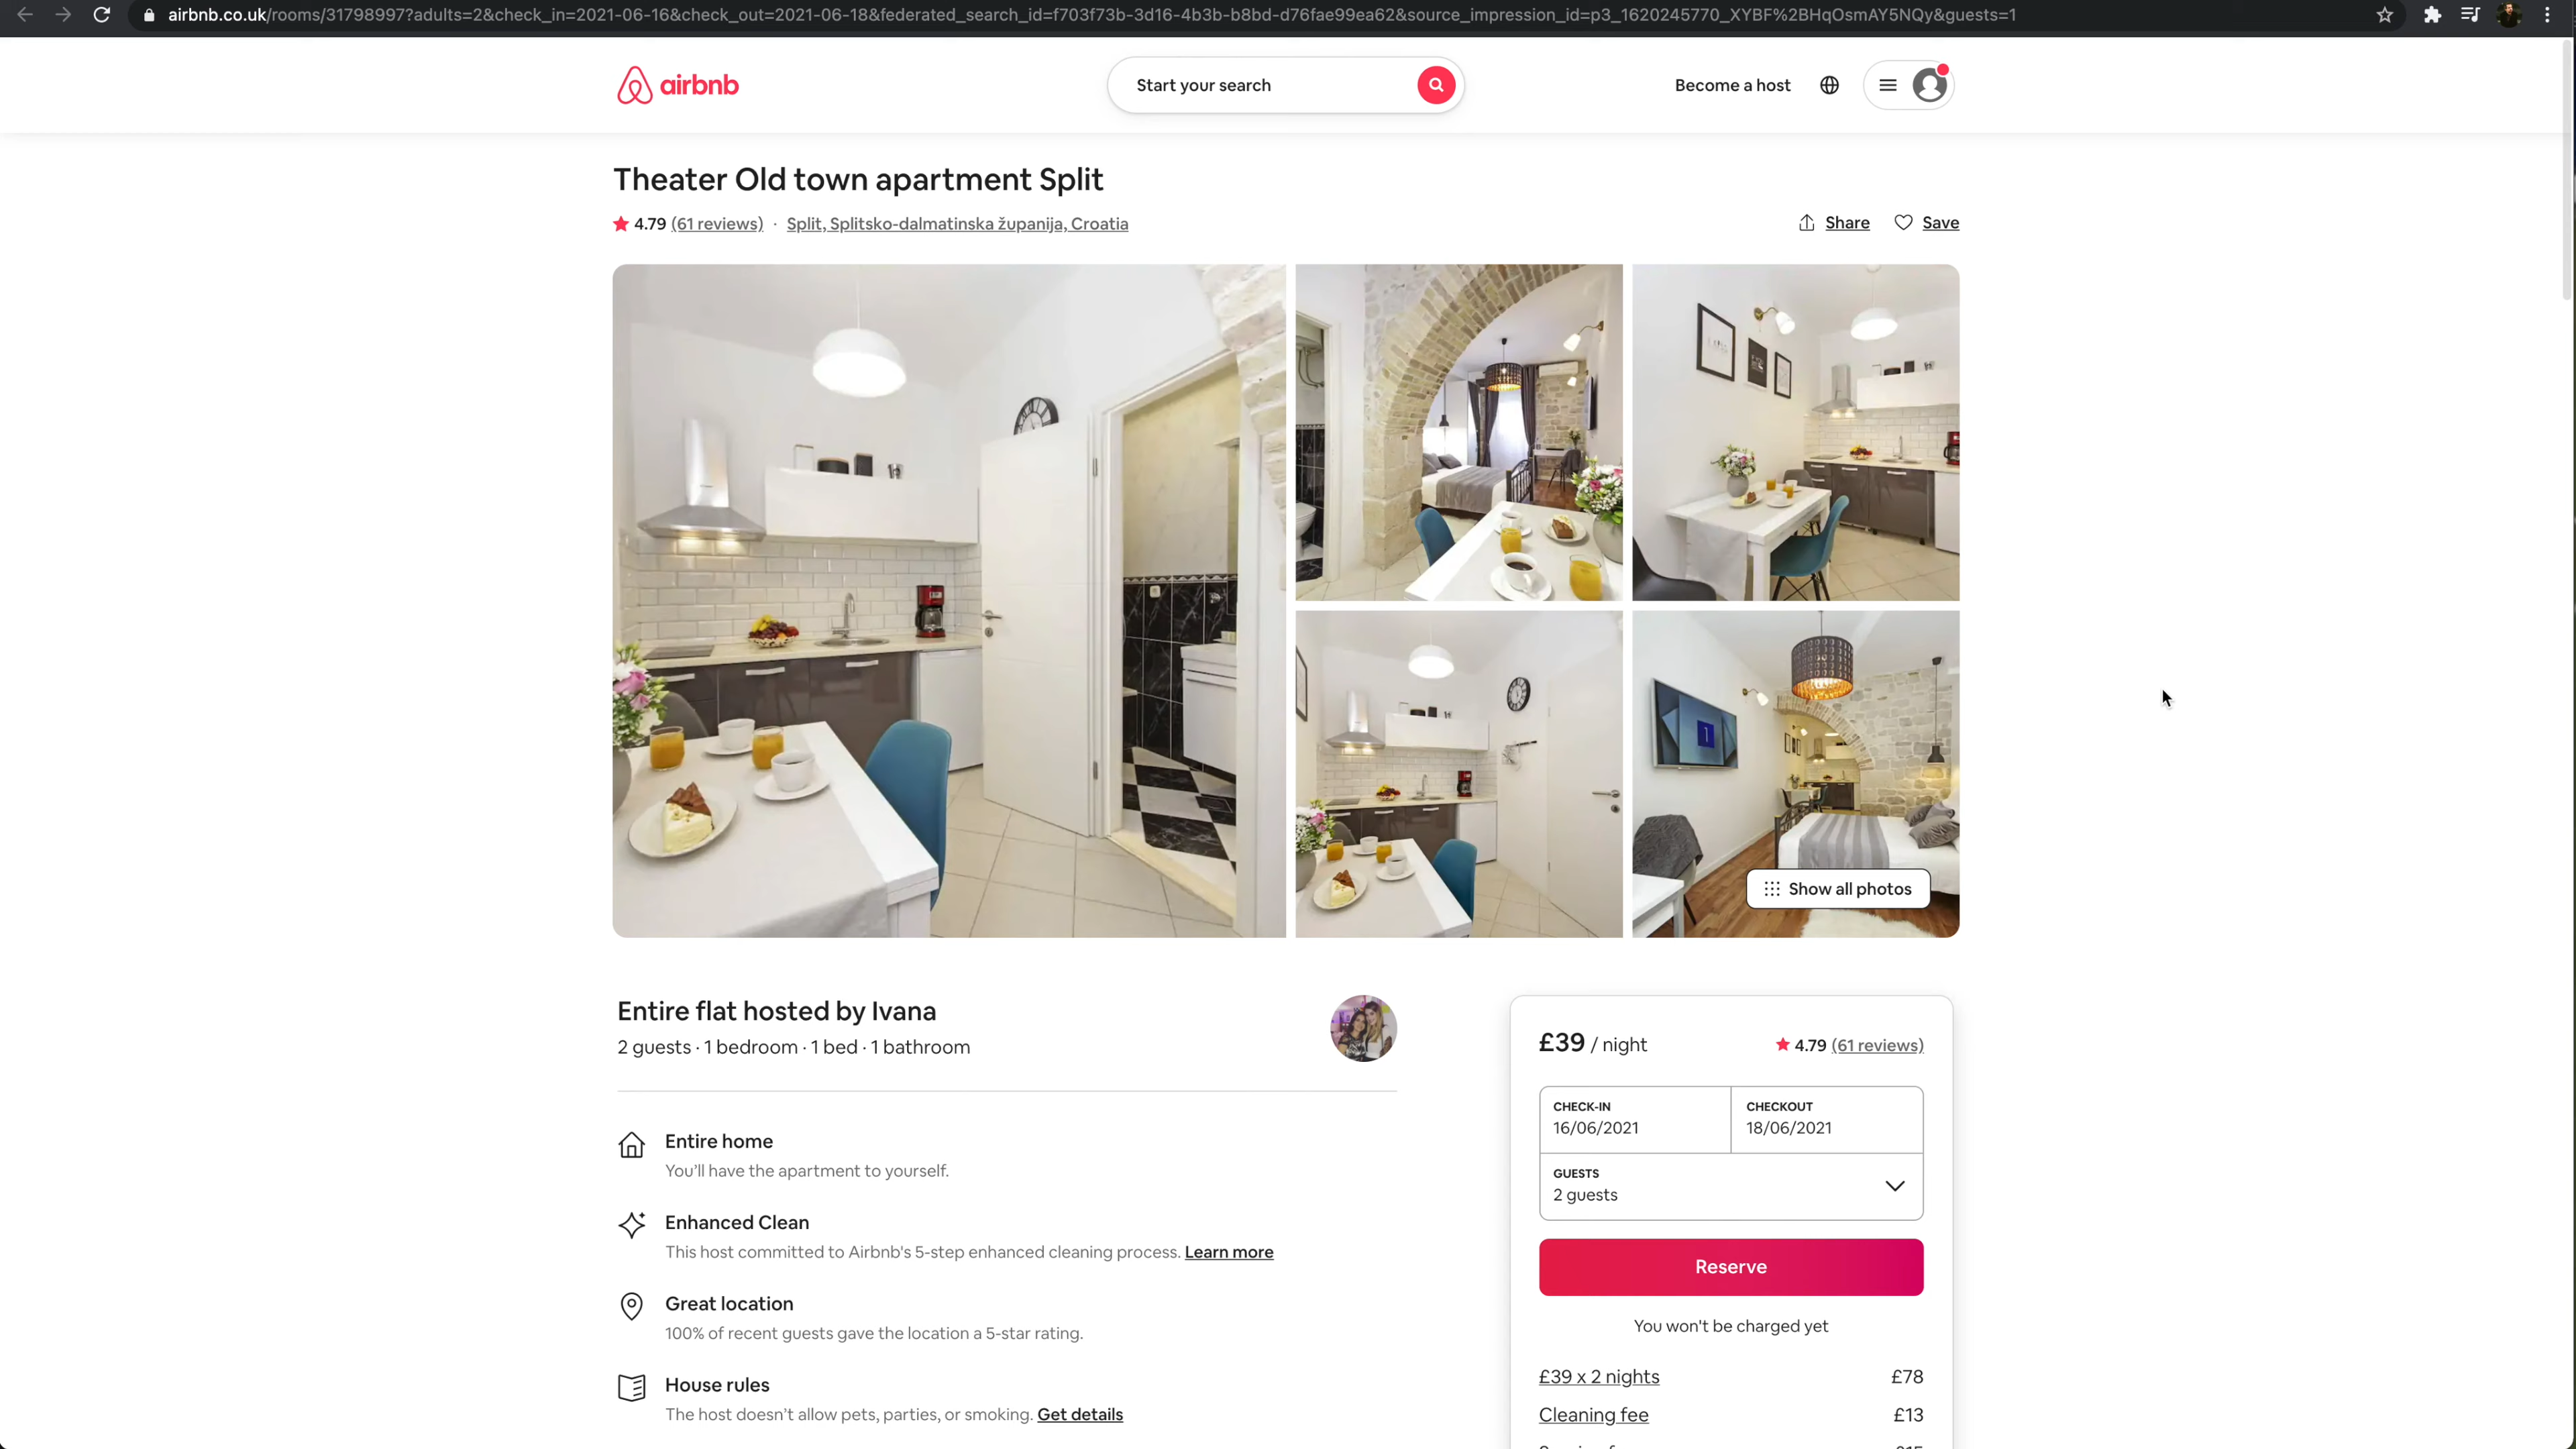 airbnb.co.uk/rooms/31798997?adults=2&check_in=2021-06-16&check_out=2021-06-18&federated_search_id=f703f73b-3d16-4b3b-b8bd-d76fae99ea62&source_impression_id=p3_1620245770_XYBF%2BHqOsmAY5NQy&guests=1
airbnb
Start your search
Become a host
Theater Old town apartment Split
4.79 (61 reviews) · Split, Splitsko-dalmatinska županija, Croatia
Share
Save
Show all photos
Entire flat hosted by Ivana
2 guests · 1 bedroom · 1 bed · 1 bathroom
Entire home
You'll have the apartment to yourself.
Enhanced Clean
This host committed to Airbnb's 5-step enhanced cleaning process. Learn more
Great location
100% of recent guests gave the location a 5-star rating.
House rules
The host doesn't allow pets, parties, or smoking. Get details
£39 / night
4.79 (61 reviews)
CHECK-IN
16/06/2021
CHECKOUT
18/06/2021
GUESTS
2 guests
Reserve
You won't be charged yet
£39 x 2 nights £78
Cleaning fee £13